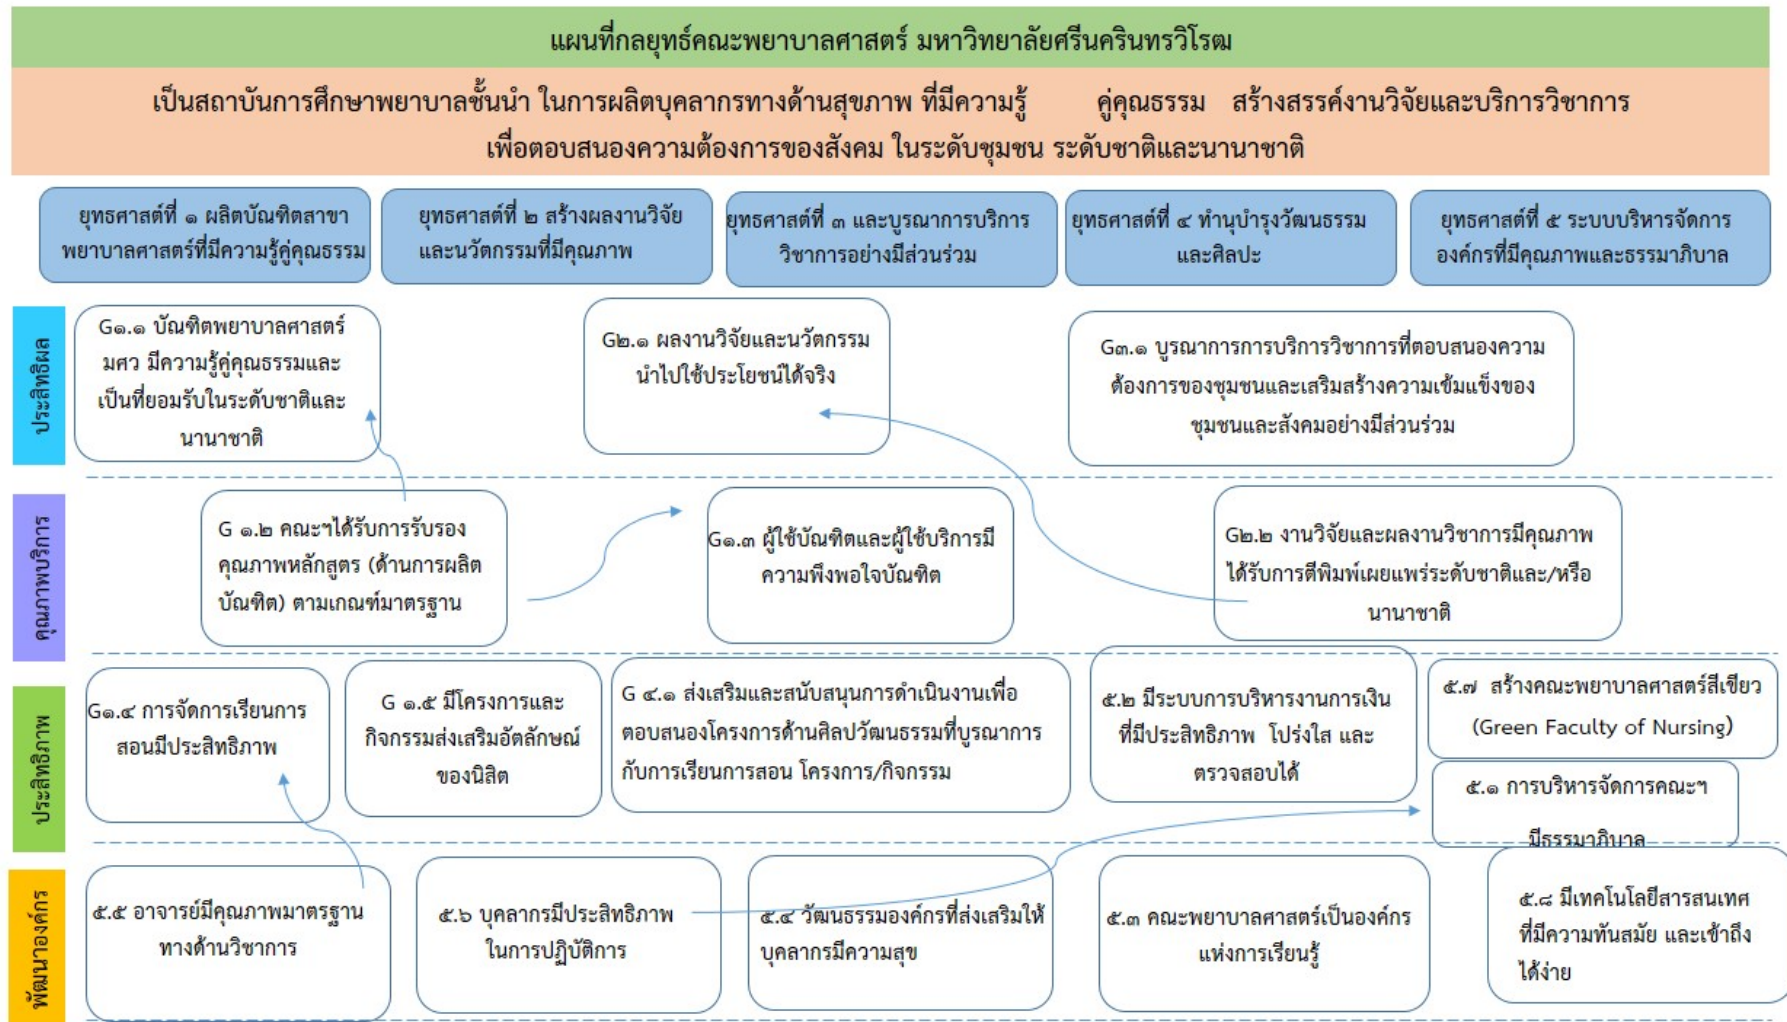 แผนที่กลยุทธ์คณะพยาบาลศาสตร์ มหาวิทยาลัยศรีนครินทรวิโรฒ
เป็นสถาบันการศึกษาพยาบาลชั้นนำ ในการผลิตบุคลากรทางด้านสุขภาพ ที่มีความรู้ คู่คุณธรรม สร้างสรรค์งานวิจัยและบริการวิชาการ
เพื่อตอบสนองความต้องการของสังคม ในระดับชุมชน ระดับชาติและนานาชาติ
ยุทธศาสต์ที่ ๑ ผลิตบัณฑิตสาขา
พยาบาลศาสตร์ที่มีความรู้คู่คุณธรรม
ยุทธศาสต์ที่ ๒ สร้างผลงานวิจัย
และนวัตกรรมที่มีคุณภาพ
ยุทธศาสต์ที่ ๓ และบูรณาการบริการ
วิชาการอย่างมีส่วนร่วม
ยุทธศาสต์ที่ ๔ ทำนุบำรุงวัฒนธรรม
และศิลปะ
ยุทธศาสต์ที่ ๕ ระบบบริหารจัดการ
องค์กรที่มีคุณภาพและธรรมาภิบาล
ประสิทธิผล
G๑.๑ บัณฑิตพยาบาลศาสตร์
มศว มีความรู้คู่คุณธรรมและ
เป็นที่ยอมรับในระดับชาติและ
นานาชาติ
G๒.๑ ผลงานวิจัยและนวัตกรรม
นำไปใช้ประโยชน์ได้จริง
G๓.๑ บูรณาการการบริการวิชาการที่ตอบสนองความ
ต้องการของชุมชนและเสริมสร้างความเข้มแข็งของ
ชุมชนและสังคมอย่างมีส่วนร่วม
คุณภาพบริการ
G ๑.๒ คณะฯได้รับการรับรอง
คุณภาพหลักสูตร (ด้านการผลิต
บัณฑิต) ตามเกณฑ์มาตรฐาน
G๑.๓ ผู้ใช้บัณฑิตและผู้ใช้บริการมี
ความพึงพอใจบัณฑิต
G๒.๒ งานวิจัยและผลงานวิชาการมีคุณภาพ
ได้รับการตีพิมพ์เผยแพร่ระดับชาติและ/หรือ
นานาชาติ
ประสิทธิภาพ
G๑.๔ การจัดการเรียนการ
สอนมีประสิทธิภาพ
G ๑.๕ มีโครงการและ
กิจกรรมส่งเสริมอัตลักษณ์
ของนิสิต
G ๔.๑ ส่งเสริมและสนับสนุนการดำเนินงานเพื่อ
ตอบสนองโครงการด้านศิลปวัฒนธรรมที่บูรณาการ
กับการเรียนการสอน โครงการ/กิจกรรม
๕.๒ มีระบบการบริหารงานการเงิน
ที่มีประสิทธิภาพ โปร่งใส และ
ตรวจสอบได้
๕.๗ สร้างคณะพยาบาลศาสตร์สีเขียว
(Green Faculty of Nursing)
๕.๑ การบริหารจัดการคณะฯ
มีธรรมาภิบาล
พัฒนาองค์กร
๕.๕ อาจารย์มีคุณภาพมาตรฐาน
ทางด้านวิชาการ
๕.๖ บุคลากรมีประสิทธิภาพ
ในการปฏิบัติการ
๕.๔ วัฒนธรรมองค์กรที่ส่งเสริมให้
บุคลากรมีความสุข
๕.๓ คณะพยาบาลศาสตร์เป็นองค์กร
แห่งการเรียนรู้
๕.๘ มีเทคโนโลยีสารสนเทศ
ที่มีความทันสมัย และเข้าถึง
ได้ง่าย